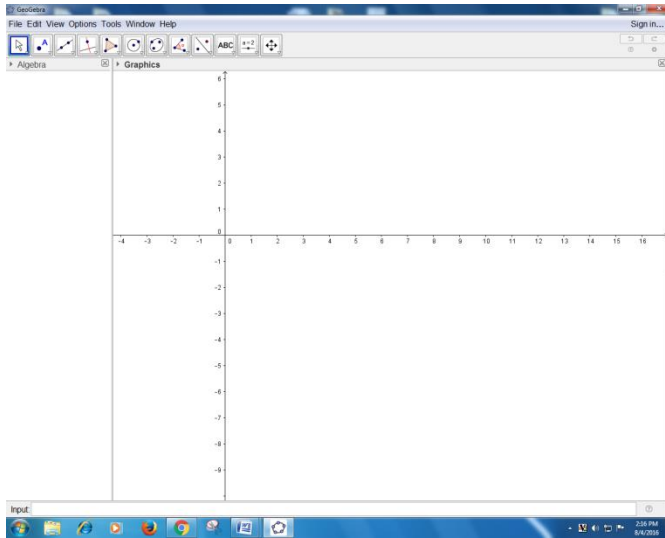 GeoGebra
File Edit View Options Tools Window Help Sign in...
A ABC a=2
Algebra Graphics
6
5
4
3
2
1
0
-4 -3 -2 -1 0 1 2 3 4 5 6 7 8 9 10 11 12 13 14 15 16
-1
-2
-3
-4
-5
-6
-7
-8
-9
Input:
W
2:16 PM
8/4/2016